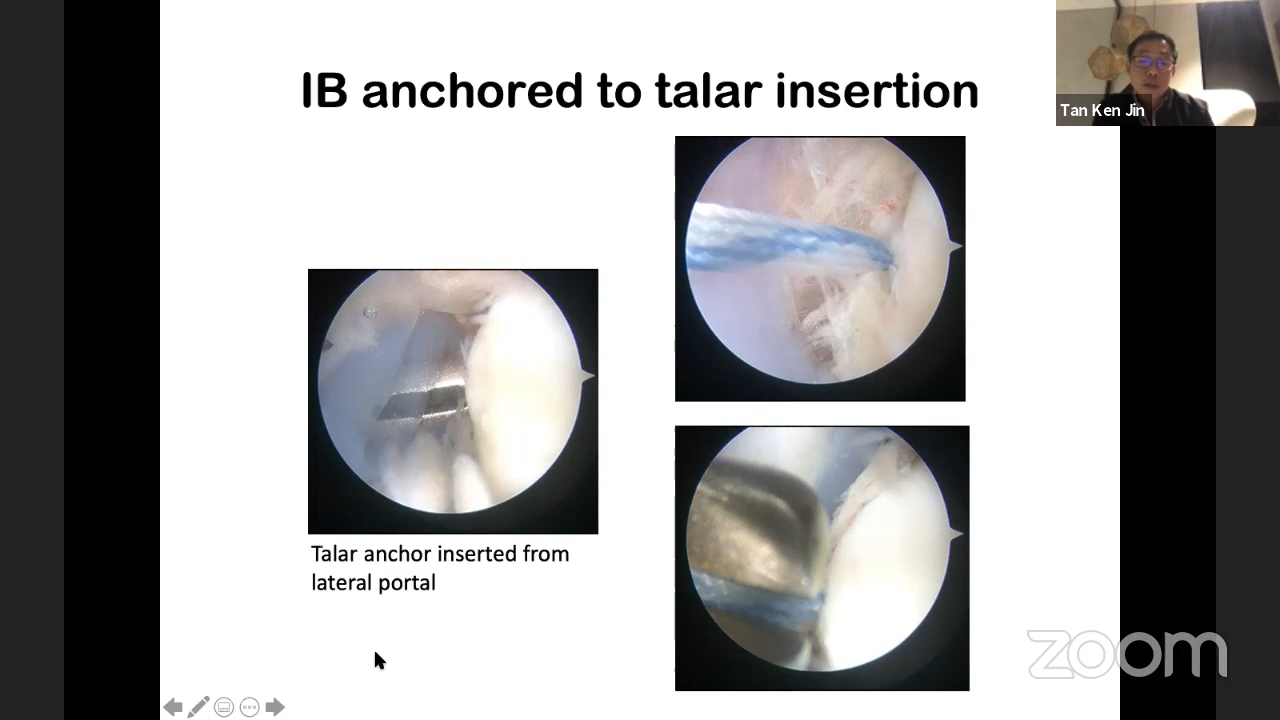 IB anchored to talar insertion
Tan Ken Jin
Talar anchor inserted from
lateral portal
zoom